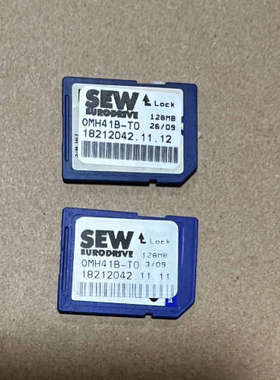 SEW
EURODRIVE
Lock
128MB
OMH41B-T0 26/09
18212042.11.12
SEW
EURODRIVE
Lock
128MB
OMH41B-T0 3/09
18212042 11 11